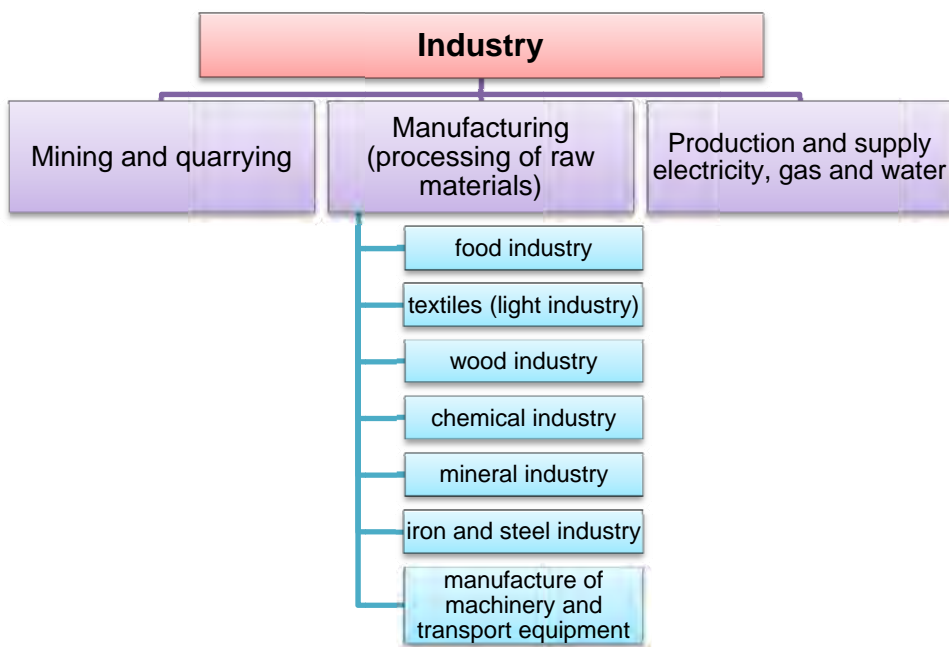 Industry
Mining and quarrying
Manufacturing
(processing of raw
materials)
Production and supply
electricity, gas and water
food industry
textiles (light industry)
wood industry
chemical industry
mineral industry
iron and steel industry
manufacture of
machinery and
transport equipment